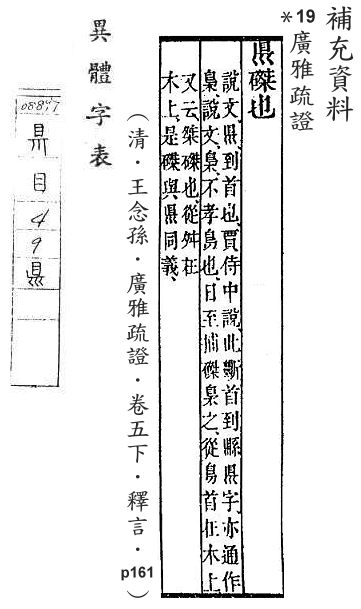 補充資料
*19 廣雅疏證
県磔也
說文、県、到首也、賈侍中說、此斷首到縣県字、亦通作
梟、說文、梟、不孝鳥也、日至捕磔梟之、從鳥首在木上
又云、桀、磔也、從舛在
木上、是磔與県同義、
(清.王念孫.廣雅疏證.卷五下.釋言.p161)
異體字表
県
目
4
9